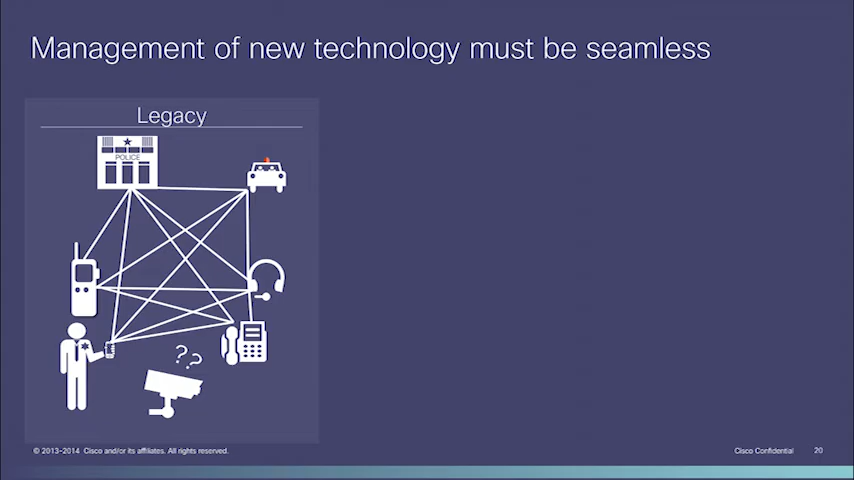 Management of new technology must be seamless
Legacy
POLICE
??
© 2013-2014 Cisco and/or its affiliates. All rights reserved.
Cisco Confidential 20